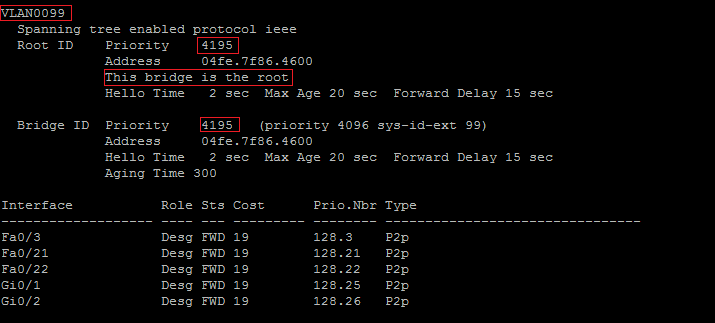 VLAN0099
Spanning tree enabled protocol ieee
Root ID Priority 4195
Address 04fe.7f86.4600
This bridge is the root
Hello Time 2 sec Max Age 20 sec Forward Delay 15 sec
Bridge ID Priority 4195 (priority 4096 sys-id-ext 99)
Address 04fe.7f86.4600
Hello Time 2 sec Max Age 20 sec Forward Delay 15 sec
Aging Time 300
Interface Role Sts Cost Prio.Nbr Type
------------------- ---- --- --------- -------- --------------------------------
Fa0/3 Desg FWD 19 128.3 P2p
Fa0/21 Desg FWD 19 128.21 P2p
Fa0/22 Desg FWD 19 128.22 P2p
Gi0/1 Desg FWD 19 128.25 P2p
Gi0/2 Desg FWD 19 128.26 P2p